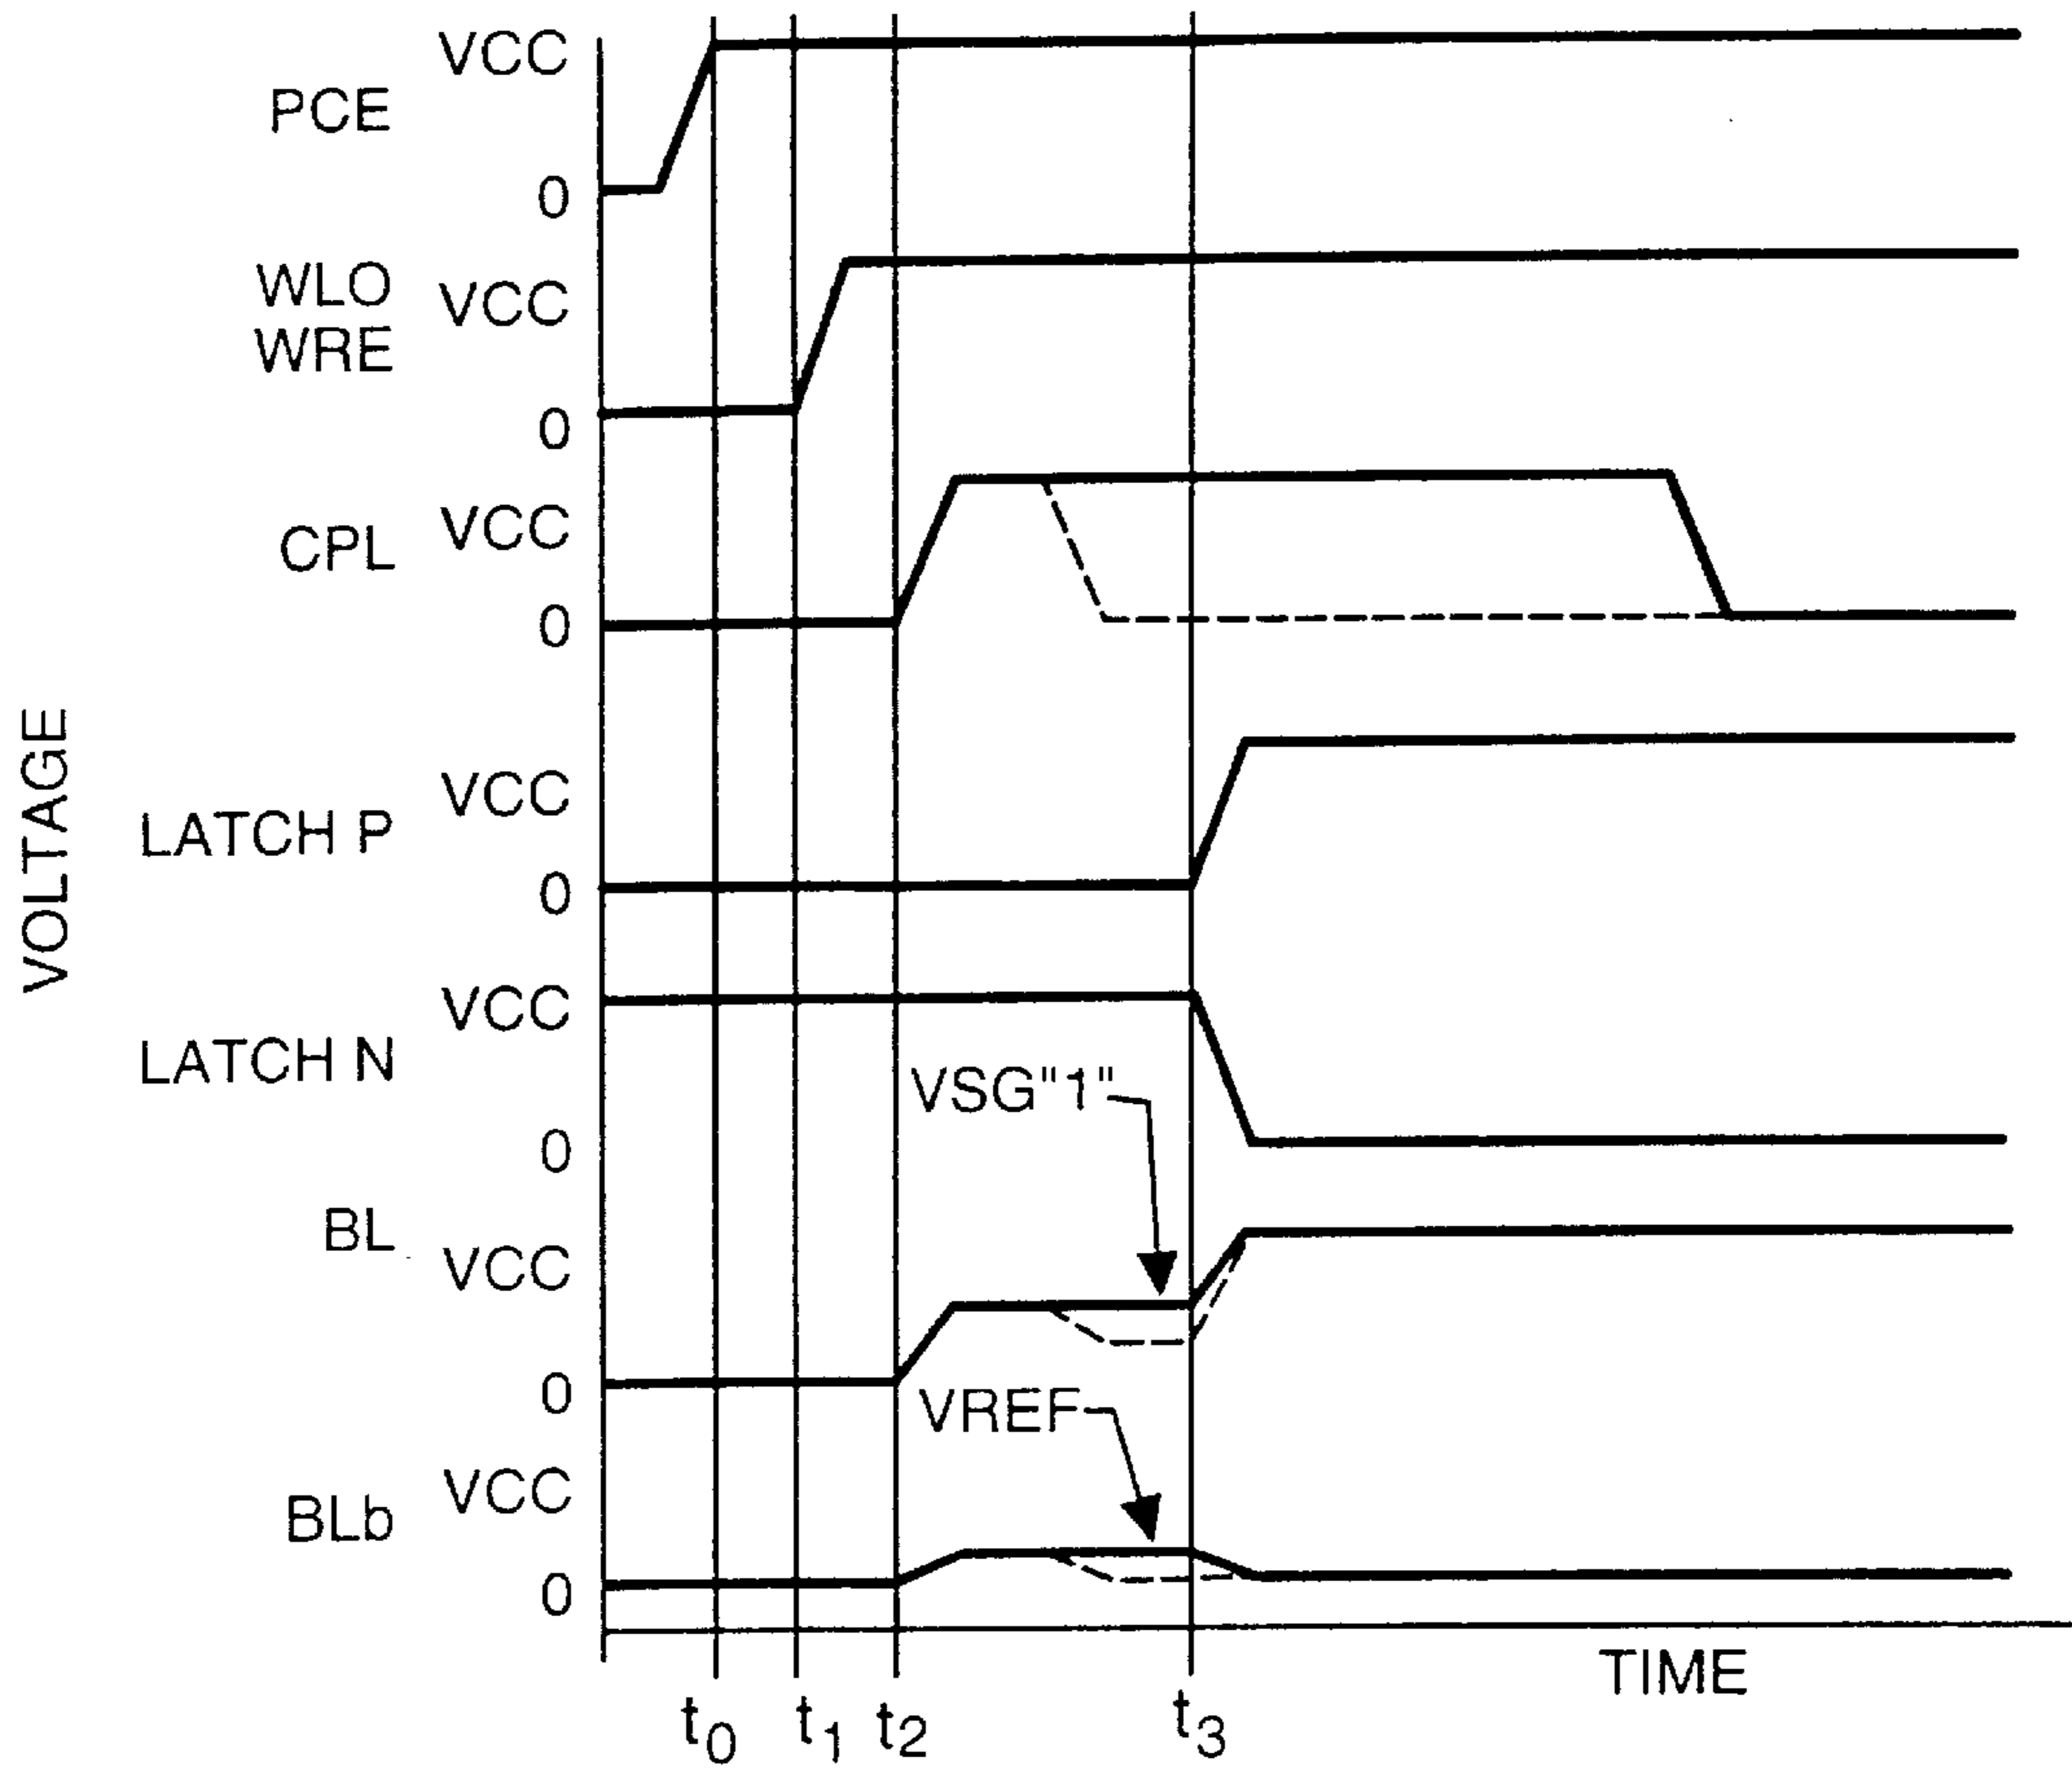 VCC
PCE
0
WLO
VCC
WRE
0
VCC
CPL
0
VCC
LATCH P
0
VCC
LATCH N
VSG"1"
0
BL
VCC
0
VREF
VCC
BLb
0
VOLTAGE
TIME
t0 t1 t2 t3